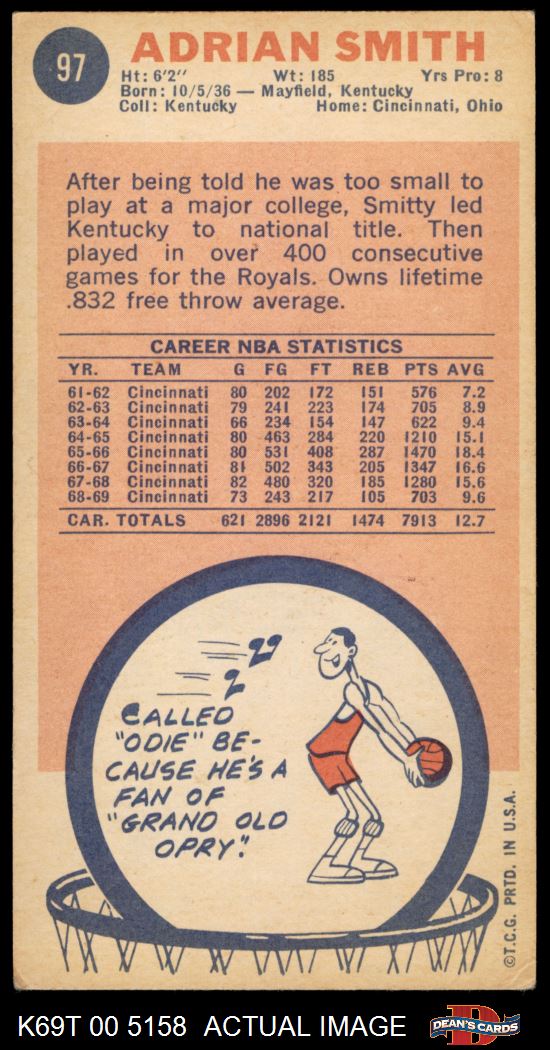 97
ADRIAN SMITH
Ht: 6'2" Wt: 185 Yrs Pro: 8
Born: 10/5/36 — Mayfield, Kentucky
Coll: Kentucky Home: Cincinnati, Ohio
After being told he was too small to
play at a major college, Smitty led
Kentucky to national title. Then
played in over 400 consecutive
games for the Royals. Owns lifetime
.832 free throw average.
CAREER NBA STATISTICS
YR. TEAM G FG FT REB PTS AVG
61-62 Cincinnati 80 202 172 151 576 7.2
62-63 Cincinnati 79 241 223 174 705 8.9
63-64 Cincinnati 66 234 154 147 622 9.4
64-65 Cincinnati 80 463 284 220 1210 15.1
65-66 Cincinnati 80 531 408 287 1470 18.4
66-67 Cincinnati 81 502 343 205 1347 16.6
67-68 Cincinnati 82 480 320 185 1280 15.6
68-69 Cincinnati 73 243 217 105 703 9.6
CAR. TOTALS 621 2896 2121 1474 7913 12.7
CALLED
"ODIE" BE-
CAUSE HE'S A
FAN OF
"GRAND OLD
OPRY."
©T.C.G. PRTD. IN U.S.A.
K69T 00 5158 ACTUAL IMAGE
D
DEAN'S CARDS